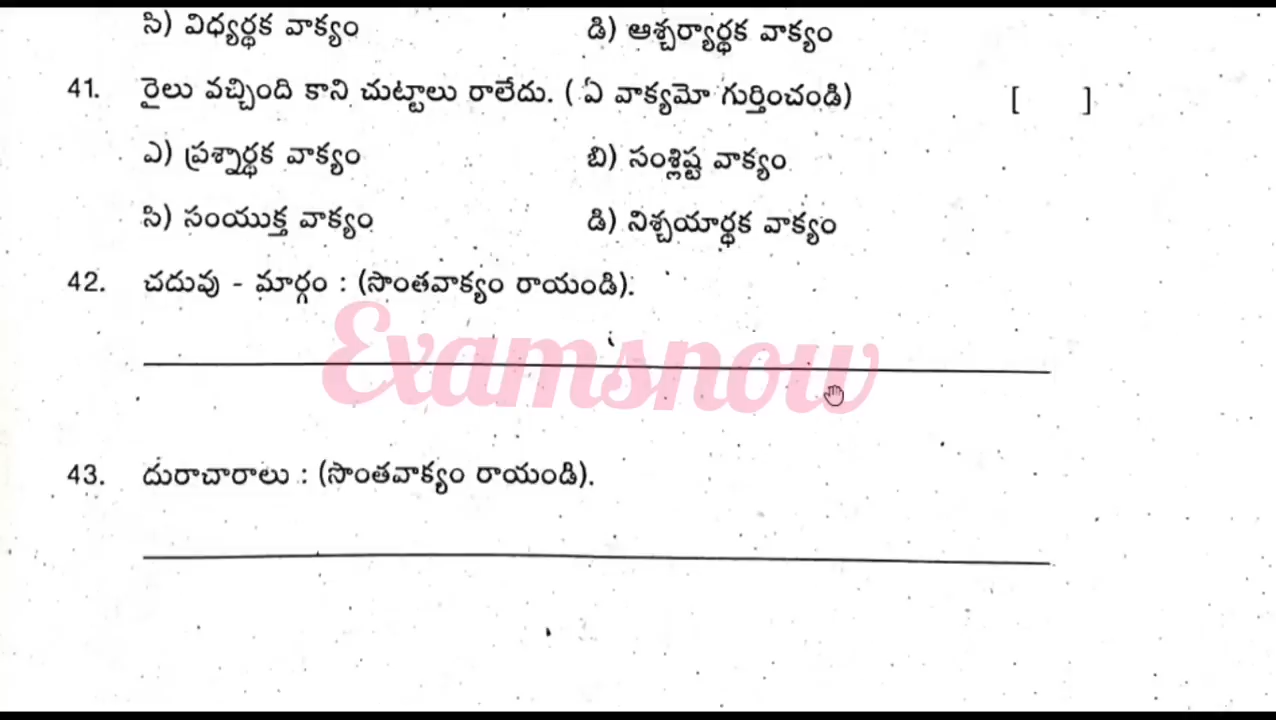 సి) విధ్యర్థక వాక్యం డి) ఆశ్చర్యార్థక వాక్యం
41. రైలు వచ్చింది కాని చుట్టాలు రాలేదు. ( ఏ వాక్యమో గుర్తించండి) [ ]
ఎ) ప్రశ్నార్థక వాక్యం బి) సంశ్లిష్ట వాక్యం
సి) సంయుక్త వాక్యం డి) నిశ్చయార్థక వాక్యం
42. చదువు - మార్గం : (సొంతవాక్యం రాయండి).
Examsnow
43. దురాచారాలు : (సొంతవాక్యం రాయండి).